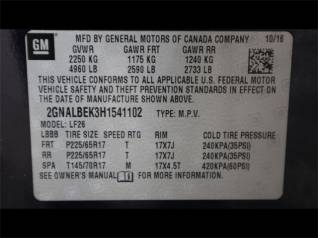 GM
MFD BY GENERAL MOTORS OF CANADA COMPANY 10/16
GVWR GAWR FRT GAWR RR
2250 KG 1175 KG 1240 KG
4960 LB 2590 LB 2733 LB
THIS VEHICLE CONFORMS TO ALL APPLICABLE U.S. FEDERAL MOTOR
VEHICLE SAFETY AND THEFT PREVENTION STANDARDS IN EFFECT ON
THE DATE OF MANUFACTURE SHOWN ABOVE.
2GNALBEK3H1541102 TYPE: M.P.V.
MODEL: LF26
LBBB TIRE SIZE SPEED RTG RIM COLD TIRE PRESSURE
FRT P225/65R17 T 17X7J 240KPA(35PSI)
RR P225/65R17 T 17X7J 240KPA(35PSI)
SPA T145/70R17 M 17X4.5T 420KPA(60PSI)
SEE OWNER'S MANUAL FOR MORE INFORMATION.